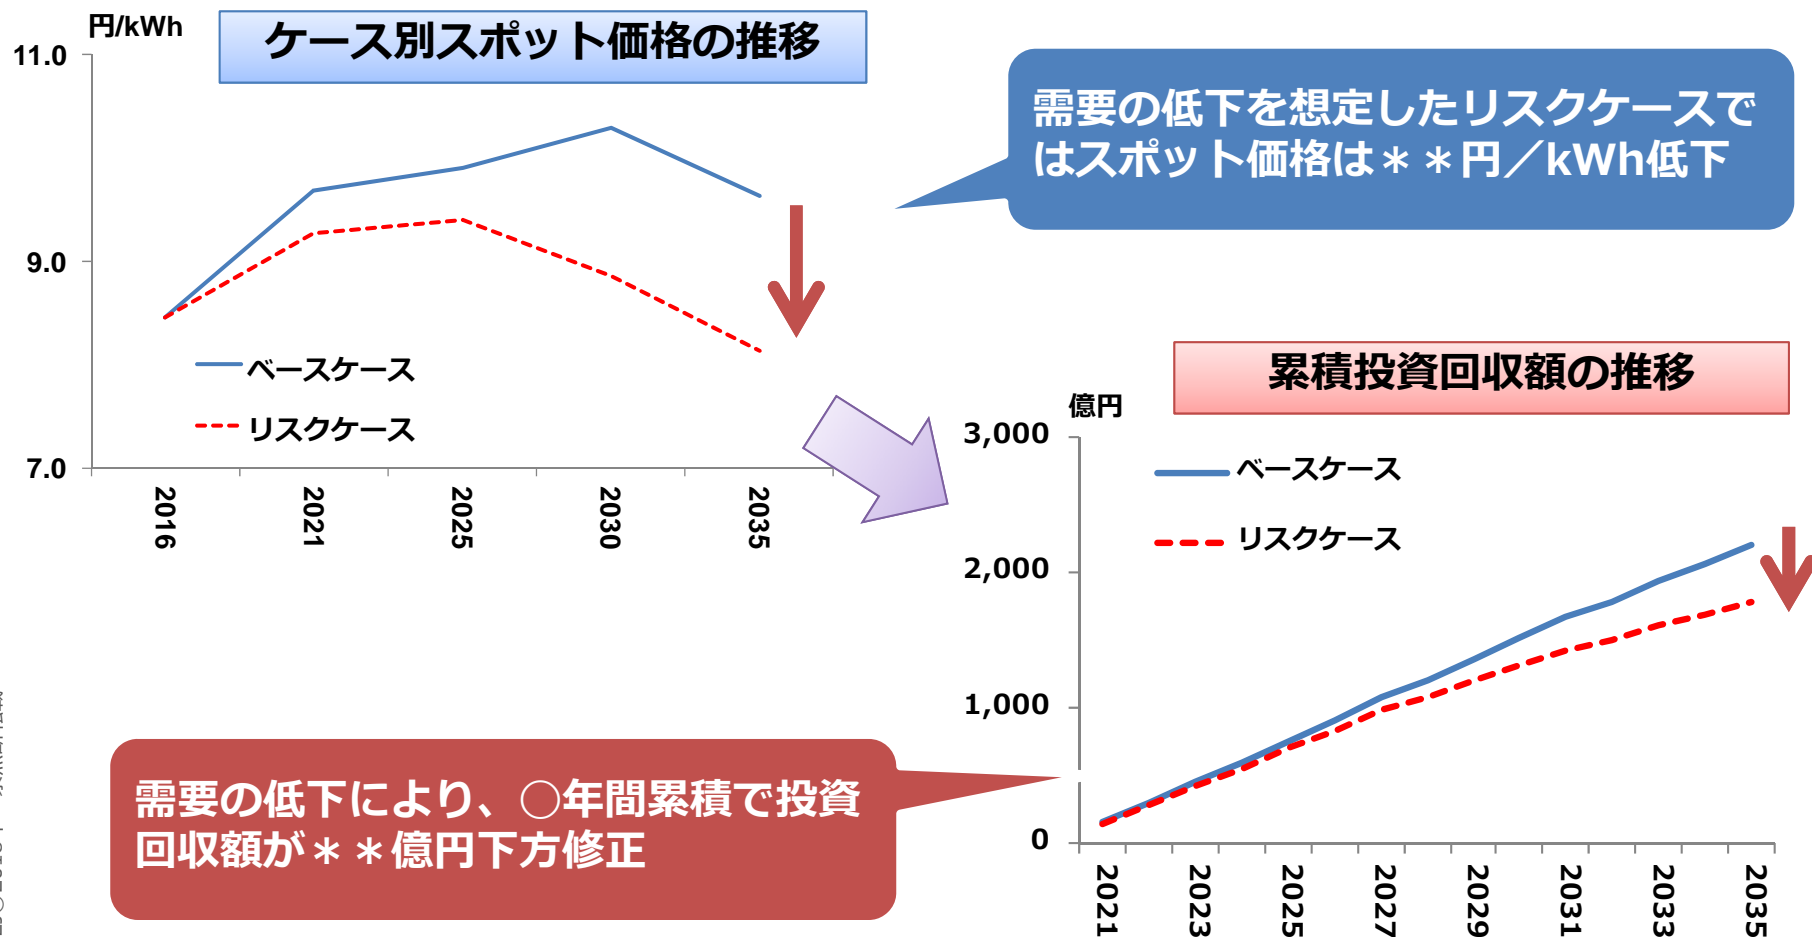 円/kWh
ケース別スポット価格の推移
11.0
9.0
7.0
ベースケース
リスクケース
2016
2021
2025
2030
2035
需要の低下を想定したリスクケースで
はスポット価格は＊＊円／kWh低下
累積投資回収額の推移
億円
3,000
2,000
1,000
0
ベースケース
リスクケース
2021
2023
2025
2027
2029
2031
2033
2035
需要の低下により、○年間累積で投資
回収額が＊＊億円下方修正